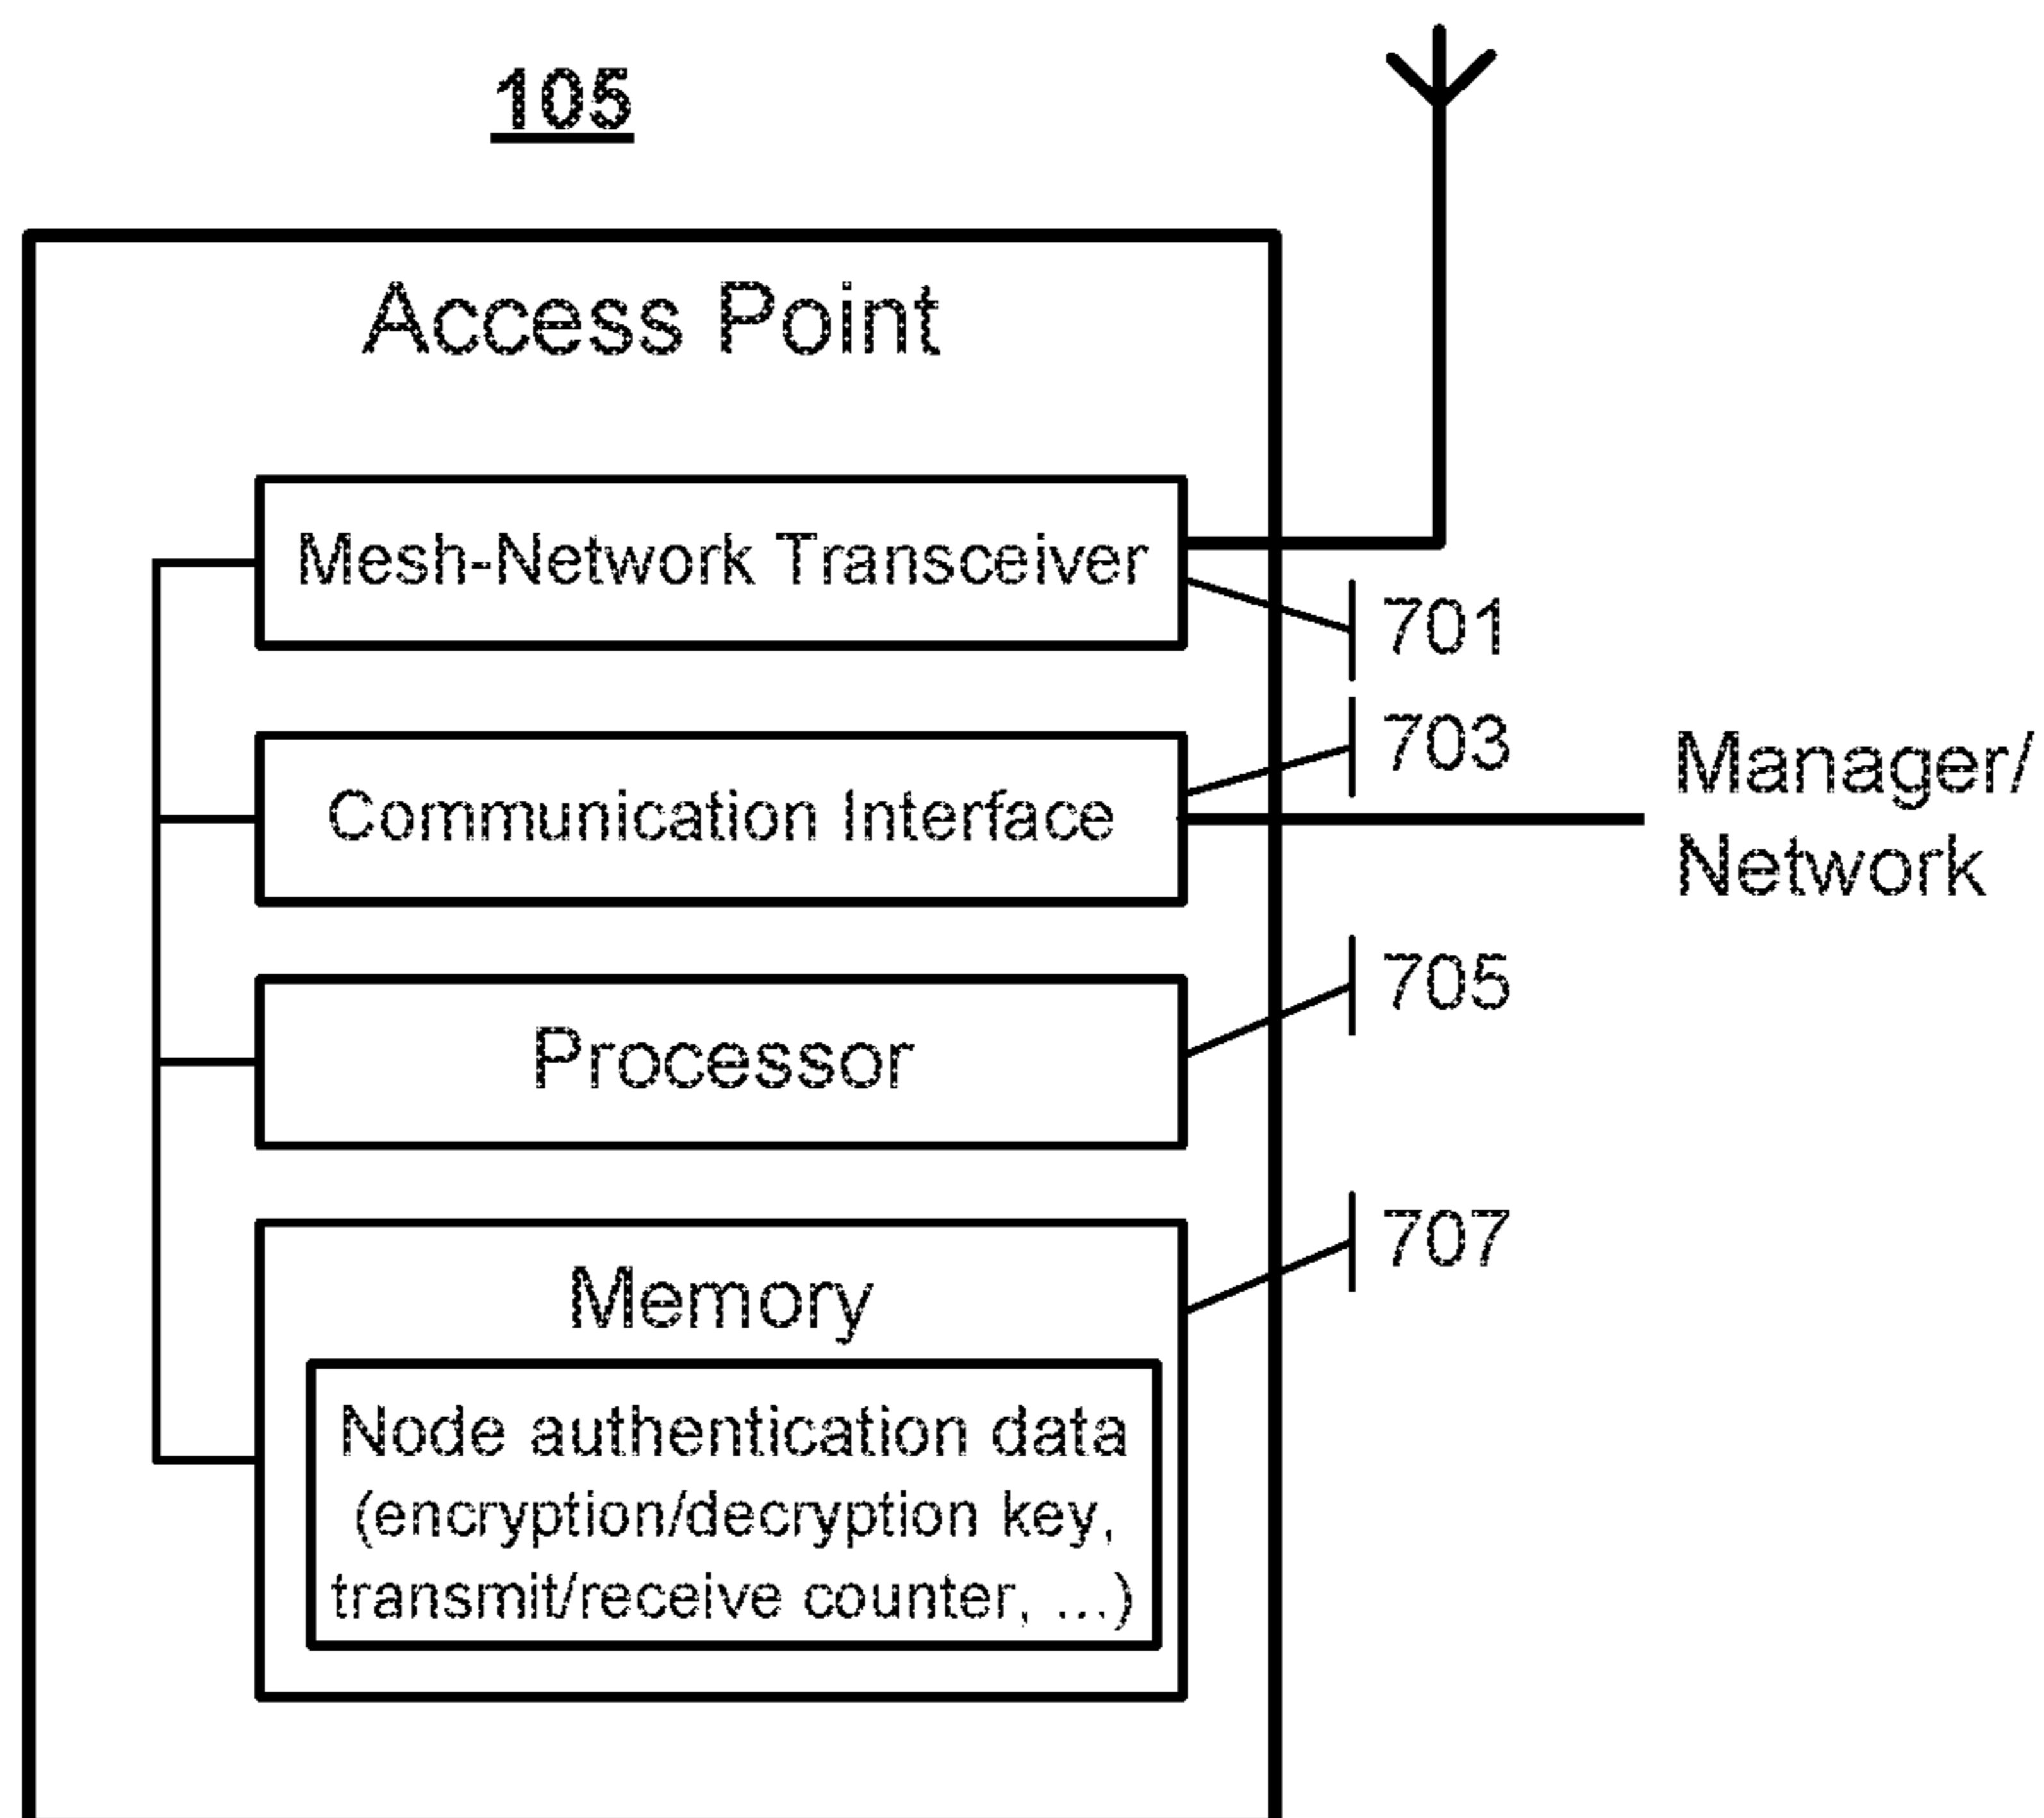 105
Access Point
Mesh-Network Transceiver
701
703
Manager/
Network
Communication Interface
705
Processor
707
Memory
Node authentication data
(encryption/decryption key,
transmit/receive counter, ...)